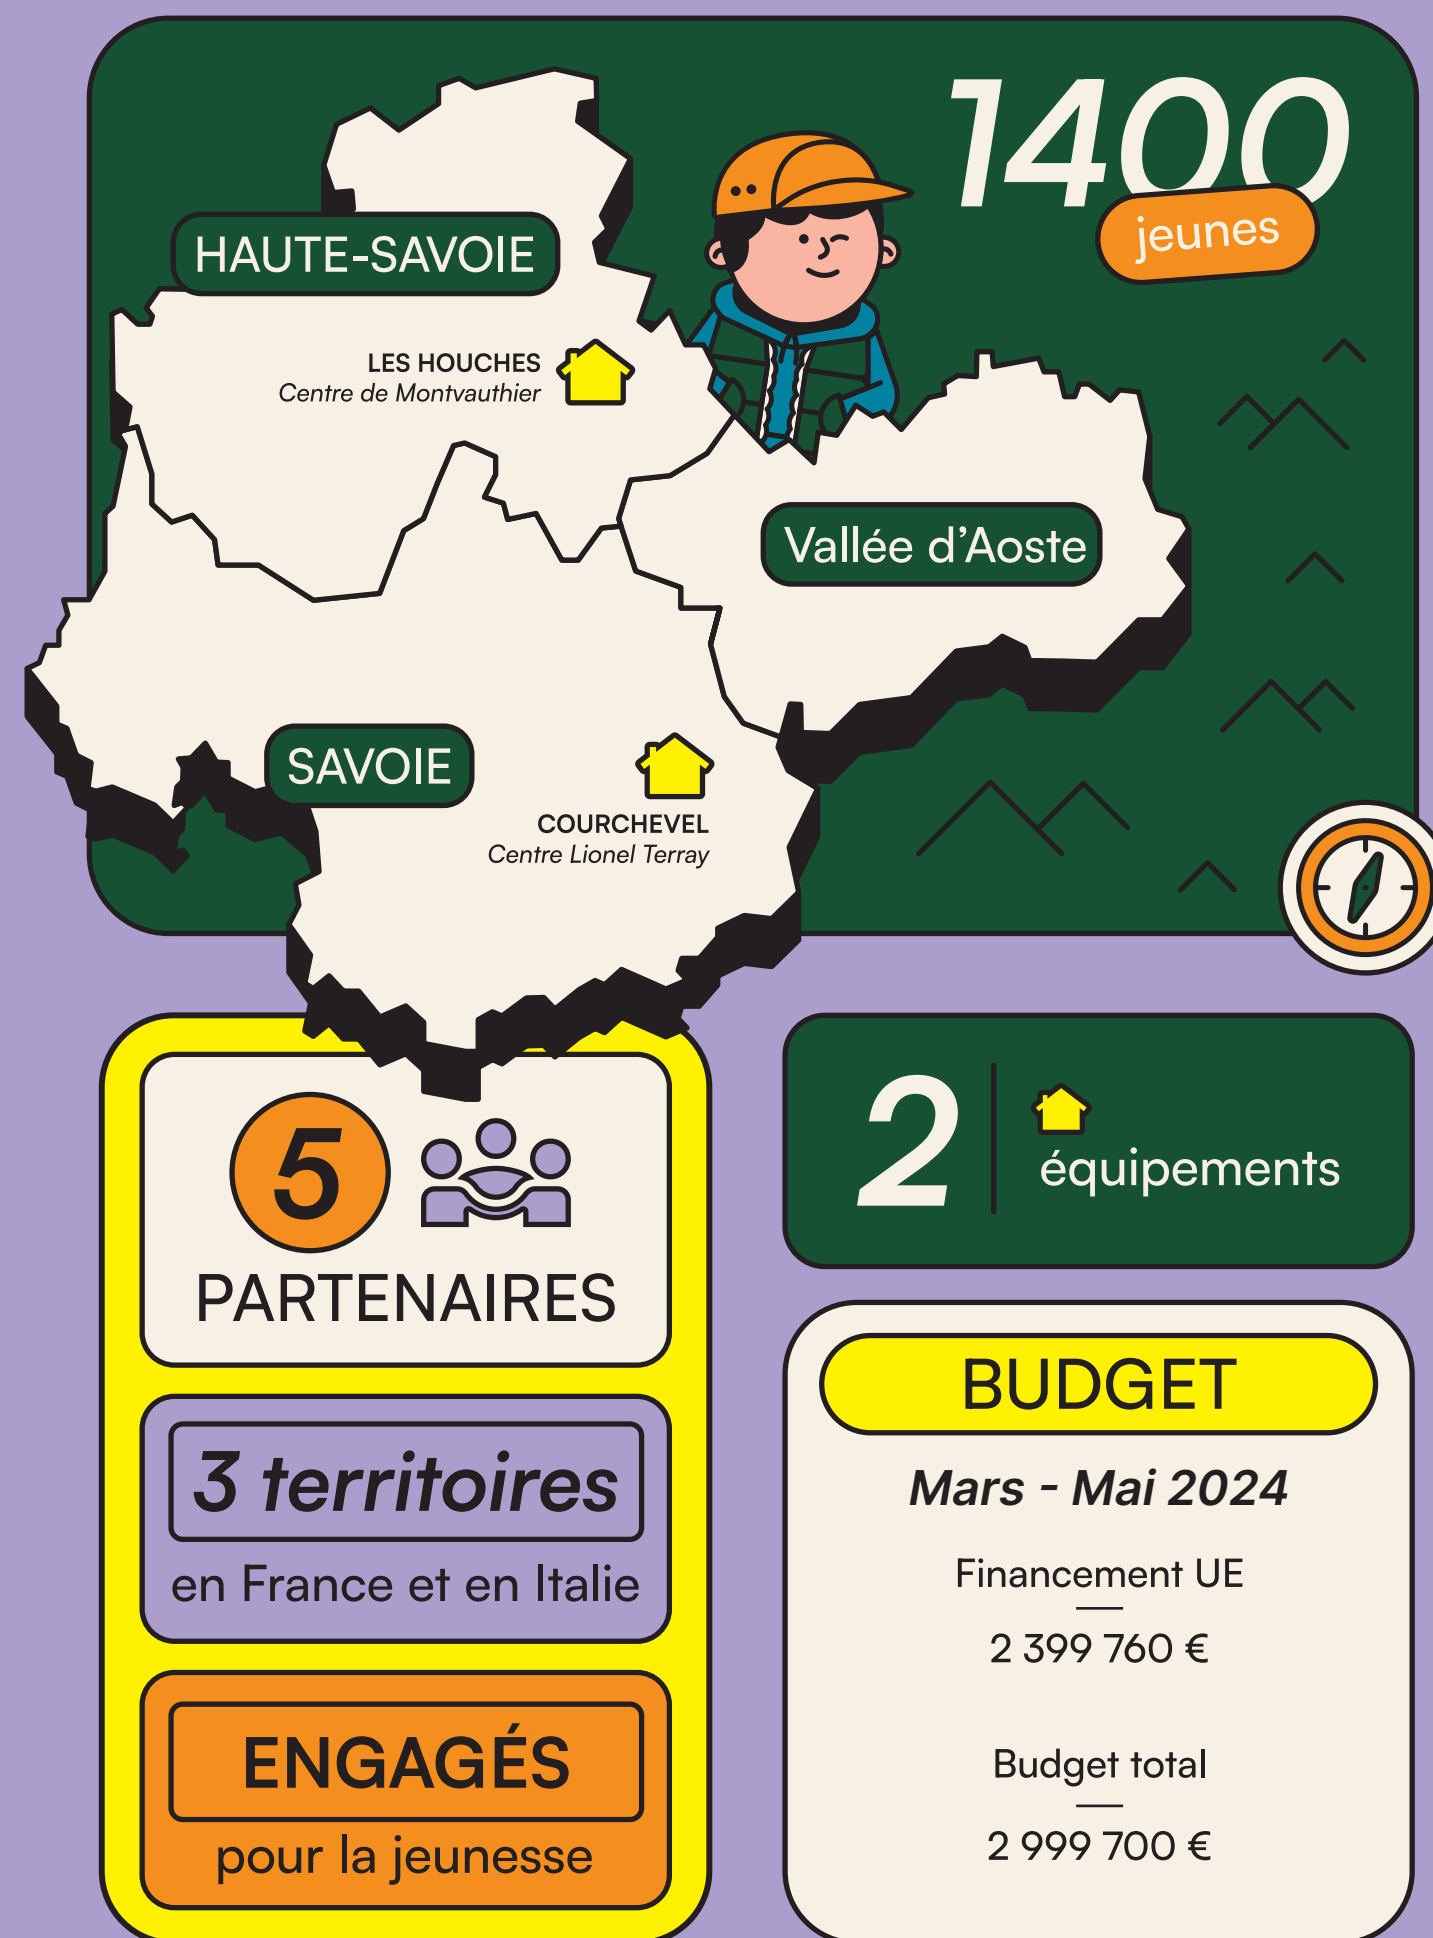 1400
jeunes
HAUTE-SAVOIE
LES HOUCHES
Centre de Montvauthier
Vallée d’Aoste
SAVOIE
COURCHEVEL
Centre Lionel Terray
5
PARTENAIRES
3 territoires
en France et en Italie
ENGAGÉS
pour la jeunesse
2
équipements
BUDGET
Mars - Mai 2024
Financement UE
2 399 760 €
Budget total
2 999 700 €